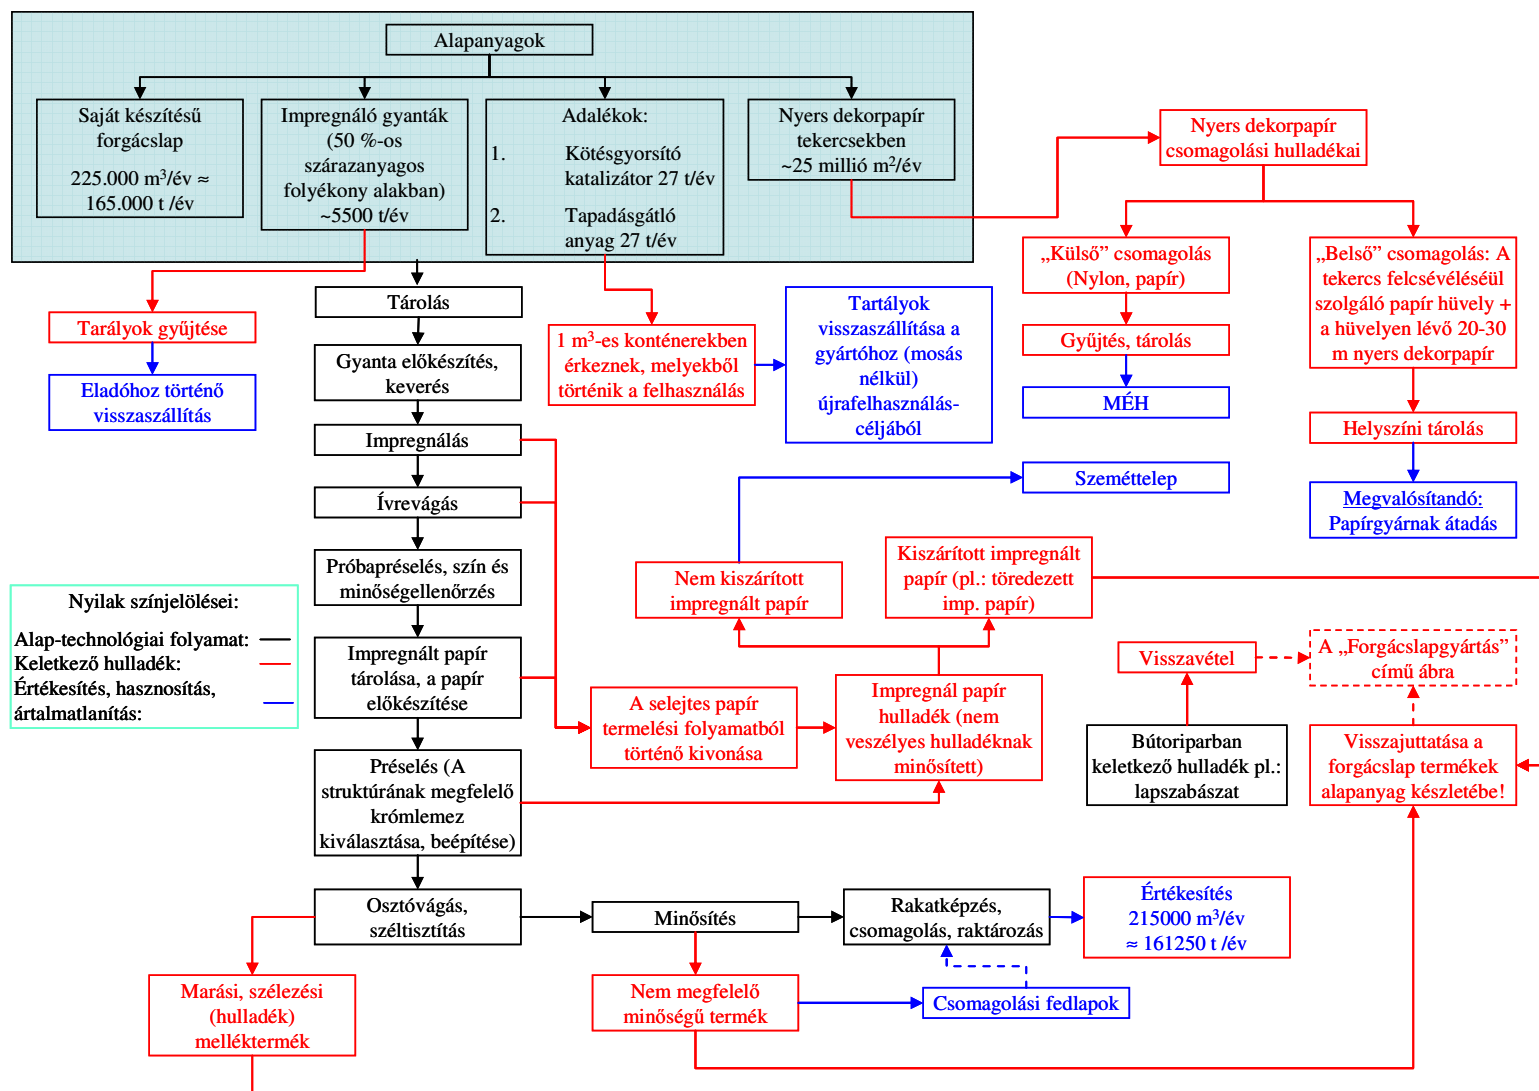 Alapanyagok
Saját készítésű
forgácslap
225.000 m³/év ≈
165.000 t /év
Impregnáló gyanták
(50 %-os
szárazanyagos
folyékony alakban)
~5500 t/év
Adalékok:
1. Kötésgyorsító
katalizátor 27 t/év
2. Tapadásgátló
anyag 27 t/év
Nyers dekorpapír
tekercsekben
~25 millió m²/év
Nyers dekorpapír
csomagolási hulladékai
„Külső” csomagolás
(Nylon, papír)
„Belső” csomagolás: A
tekercs felcsévéléséül
szolgáló papír hüvely +
a hüvelyen lévő 20-30
m nyers dekorpapír
Tarályok gyűjtése
Eladóhoz történő
visszaszállítás
Tárolás
Gyanta előkészítés,
keverés
1 m³-es konténerekben
érkeznek, melyekből
történik a felhasználás
Tartályok
visszaszállítása a
gyártóhoz (mosás
nélkül)
újrafelhasználás-
céljából
Gyűjtés, tárolás
MÉH
Helyszíni tárolás
Megvalósítandó:
Papírgyárnak átadás
Impregnálás
Ívrevágás
Szeméttelep
Próbapréselés, szín és
minőségellenőrzés
Nem kiszárított
impregnált papír
Kiszárított impregnált
papír (pl.: töredezett
imp. papír)
Nyilak színjelölései:
Alap-technológiai folyamat:
Keletkező hulladék:
Értékesítés, hasznosítás,
ártalmatlanítás:
Impregnált papír
tárolása, a papír
előkészítése
A selejtes papír
termelési folyamatból
történő kivonása
Impregnál papír
hulladék (nem
veszélyes hulladéknak
minősített)
Visszavétel
A „Forgácslapgyártás”
című ábra
Bútoriparban
keletkező hulladék pl.:
lapszabászat
Visszajuttatása a
forgácslap termékek
alapanyag készletébe!
Préselés (A
struktúrának megfelelő
krómlemez
kiválasztása, beépítése)
Osztóvágás,
széltisztítás
Minősítés
Rakatképzés,
csomagolás, raktározás
Értékesítés
215000 m³/év
≈ 161250 t /év
Marási, szélezési
(hulladék)
melléktermék
Nem megfelelő
minőségű termék
Csomagolási fedlapok